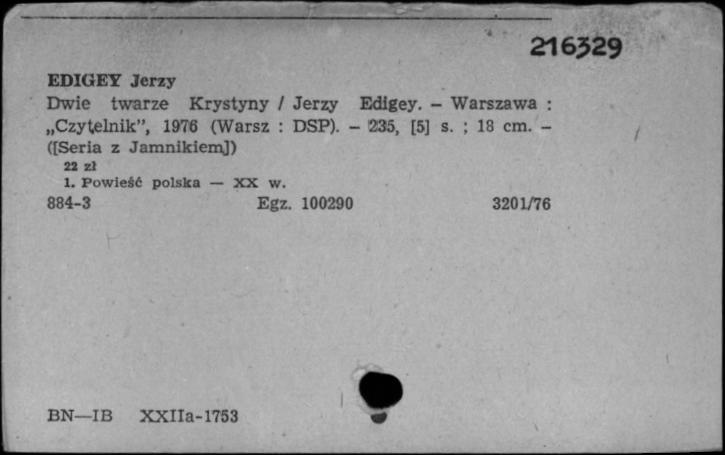 216329
EDIGEY Jerzy
Dwie twarze Krystyny / Jerzy Edigey. – Warszawa :
„Czytelnik”, 1976 (Warsz : DSP). – 235, [5] s. ; 18 cm. –
([Seria z Jamnikiem])
22 zł
1. Powieść polska — XX w.
884-3 Egz. 100290 3201/76
BN—IB XXIIa-1753